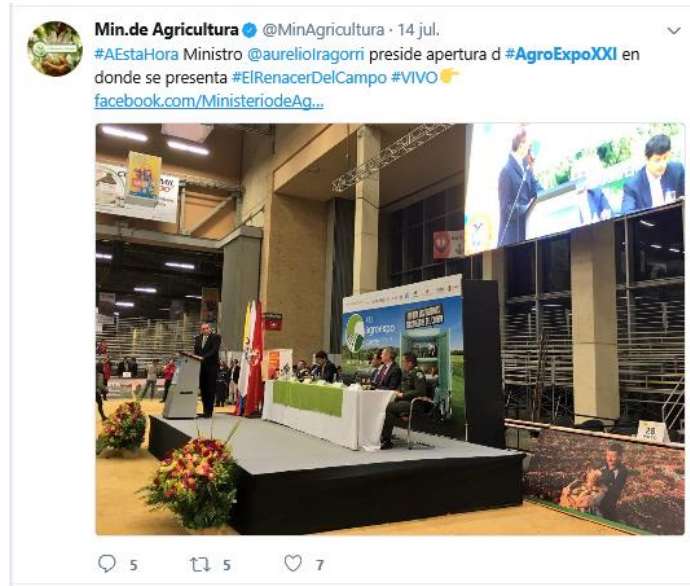 Min.de Agricultura @MinAgricultura · 14 jul.
#AEstaHora Ministro @aurelioIragorri preside apertura d #AgroExpoXXI en
donde se presenta #ElRenacerDelCampo #VIVO👉
facebook.com/MinisteriodeAg...
agroexpo
28
5 5 7